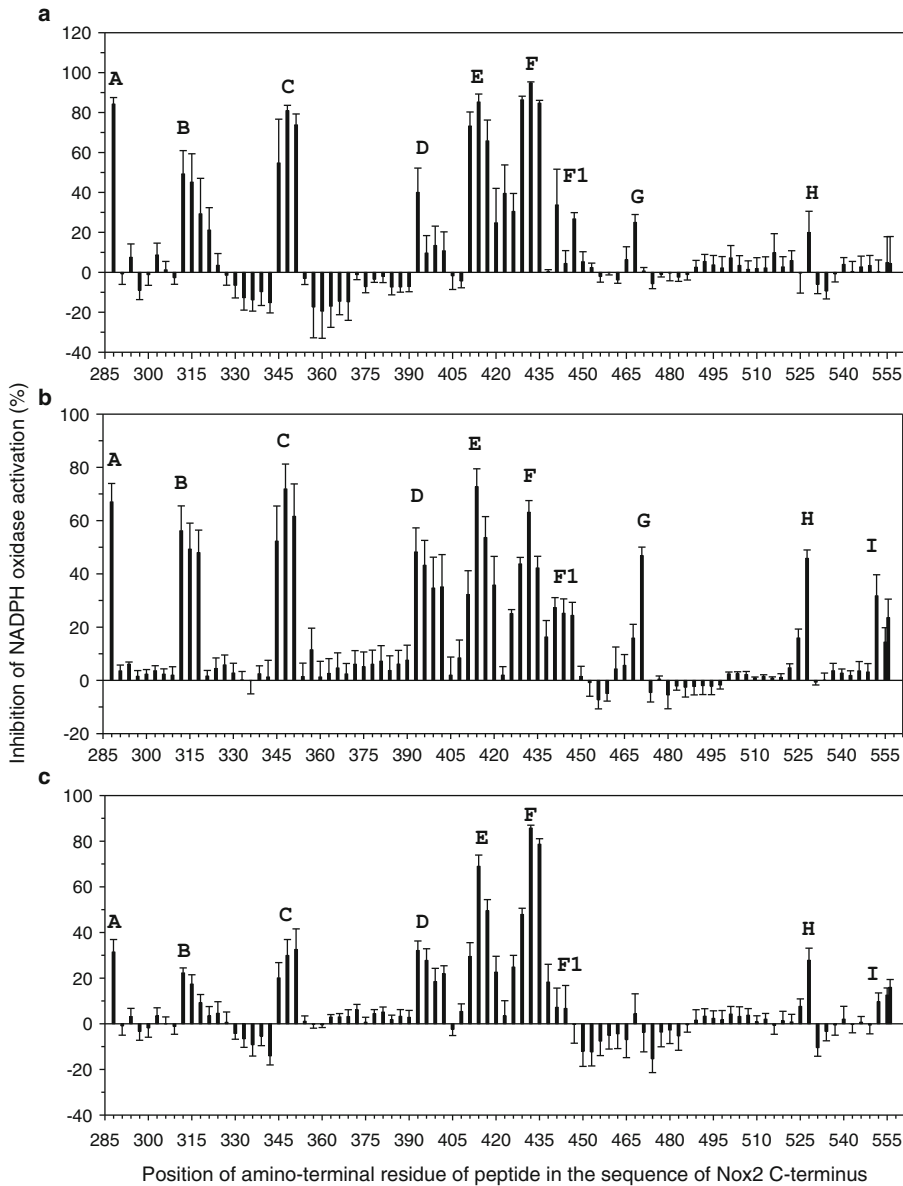 a
120
100
80
60
40
20
0
-20
-40
A
B
C
D
E
F
F1
G
H
285 300 315 330 345 360 375 390 405 420 435 450 465 480 495 510 525 540 555
b
100
80
60
40
20
0
-20
A
B
C
D
E
F
F1
G
H
I
285 300 315 330 345 360 375 390 405 420 435 450 465 480 495 510 525 540 555
Inhibition of NADPH oxidase activation (%)
c
100
80
60
40
20
0
-20
-40
A
B
C
D
E
F
F1
H
I
285 300 315 330 345 360 375 390 405 420 435 450 465 480 495 510 525 540 555
Position of amino-terminal residue of peptide in the sequence of Nox2 C-terminus